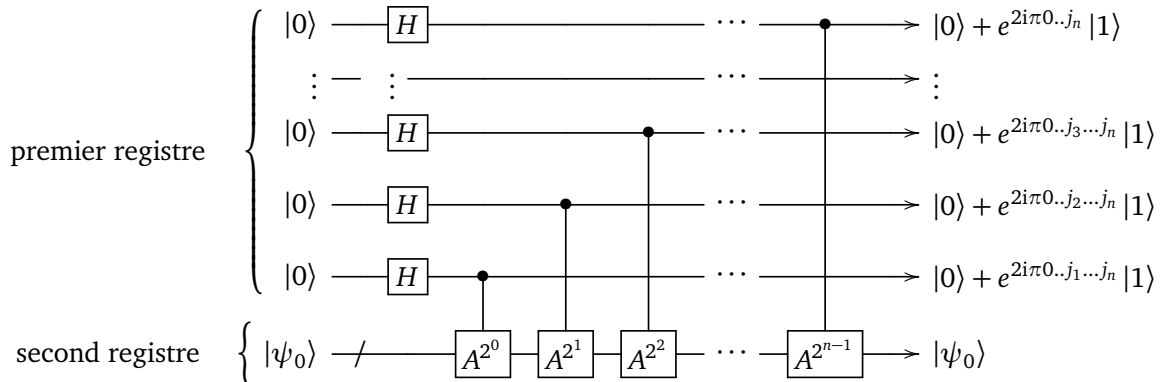 |0⟩ H ··· |0⟩ + e^{2iπ0..j_n} |1⟩
⋮ ⋮ ··· ⋮
|0⟩ H ··· |0⟩ + e^{2iπ0..j_3...j_n} |1⟩
premier registre
|0⟩ H ··· |0⟩ + e^{2iπ0..j_2...j_n} |1⟩
|0⟩ H ··· |0⟩ + e^{2iπ0..j_1...j_n} |1⟩
second registre |ψ_0⟩ A^{2^0} A^{2^1} A^{2^2} ··· A^{2^{n−1}} |ψ_0⟩